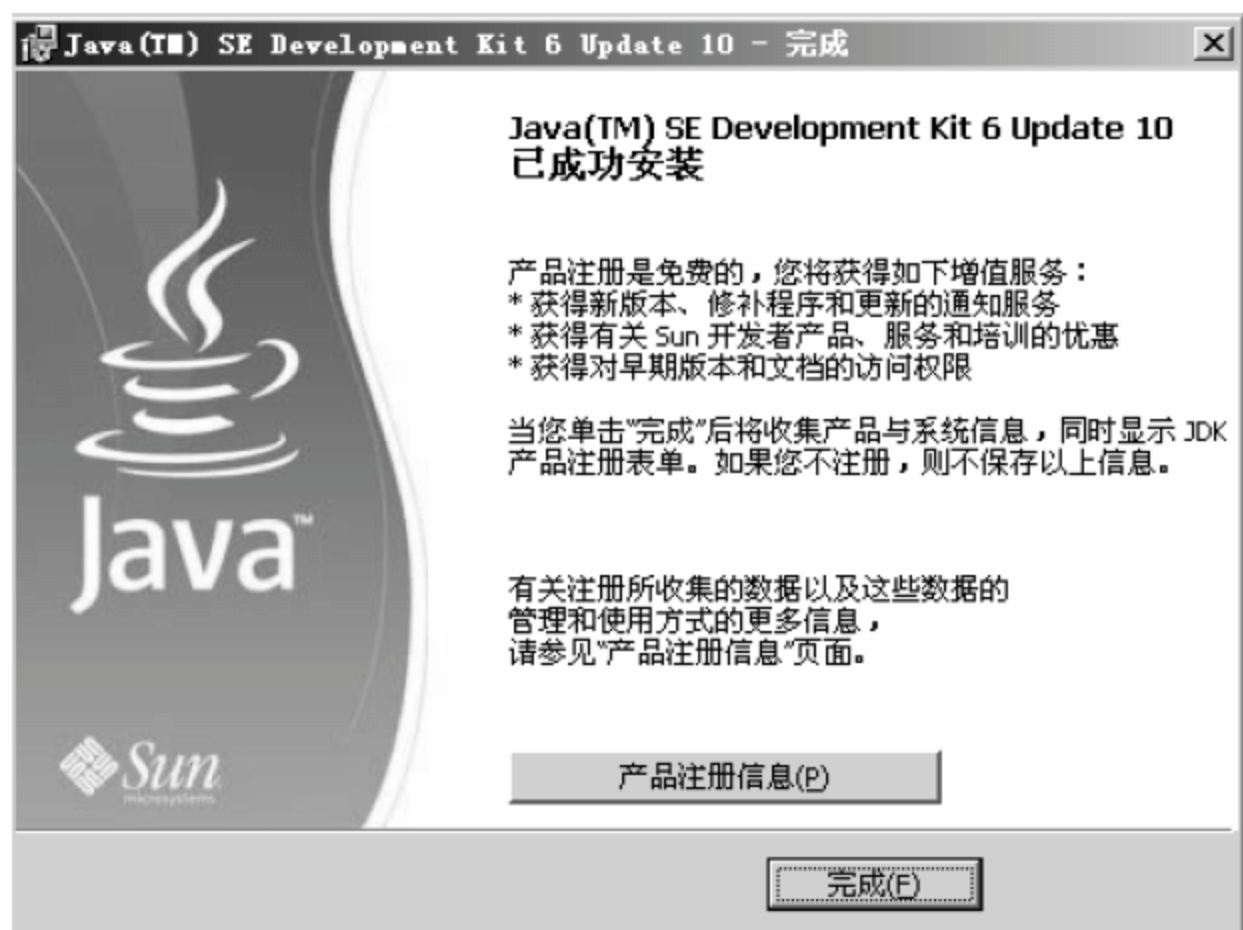 Java(TM) SE Development Kit 6 Update 10 - 完成
Java(TM) SE Development Kit 6 Update 10
已成功安装
产品注册是免费的，您将获得如下增值服务：
* 获得新版本、修补程序和更新的通知服务
* 获得有关 Sun 开发者产品、服务和培训的优惠
* 获得对早期版本和文档的访问权限
当您单击“完成”后将收集产品与系统信息，同时显示 JDK
产品注册表单。如果您不注册，则不保存以上信息。
Java™
有关注册所收集的数据以及这些数据的
管理和使用方式的更多信息，
请参见“产品注册信息”页面。
Sun
microsystems
产品注册信息(P)
完成(F)